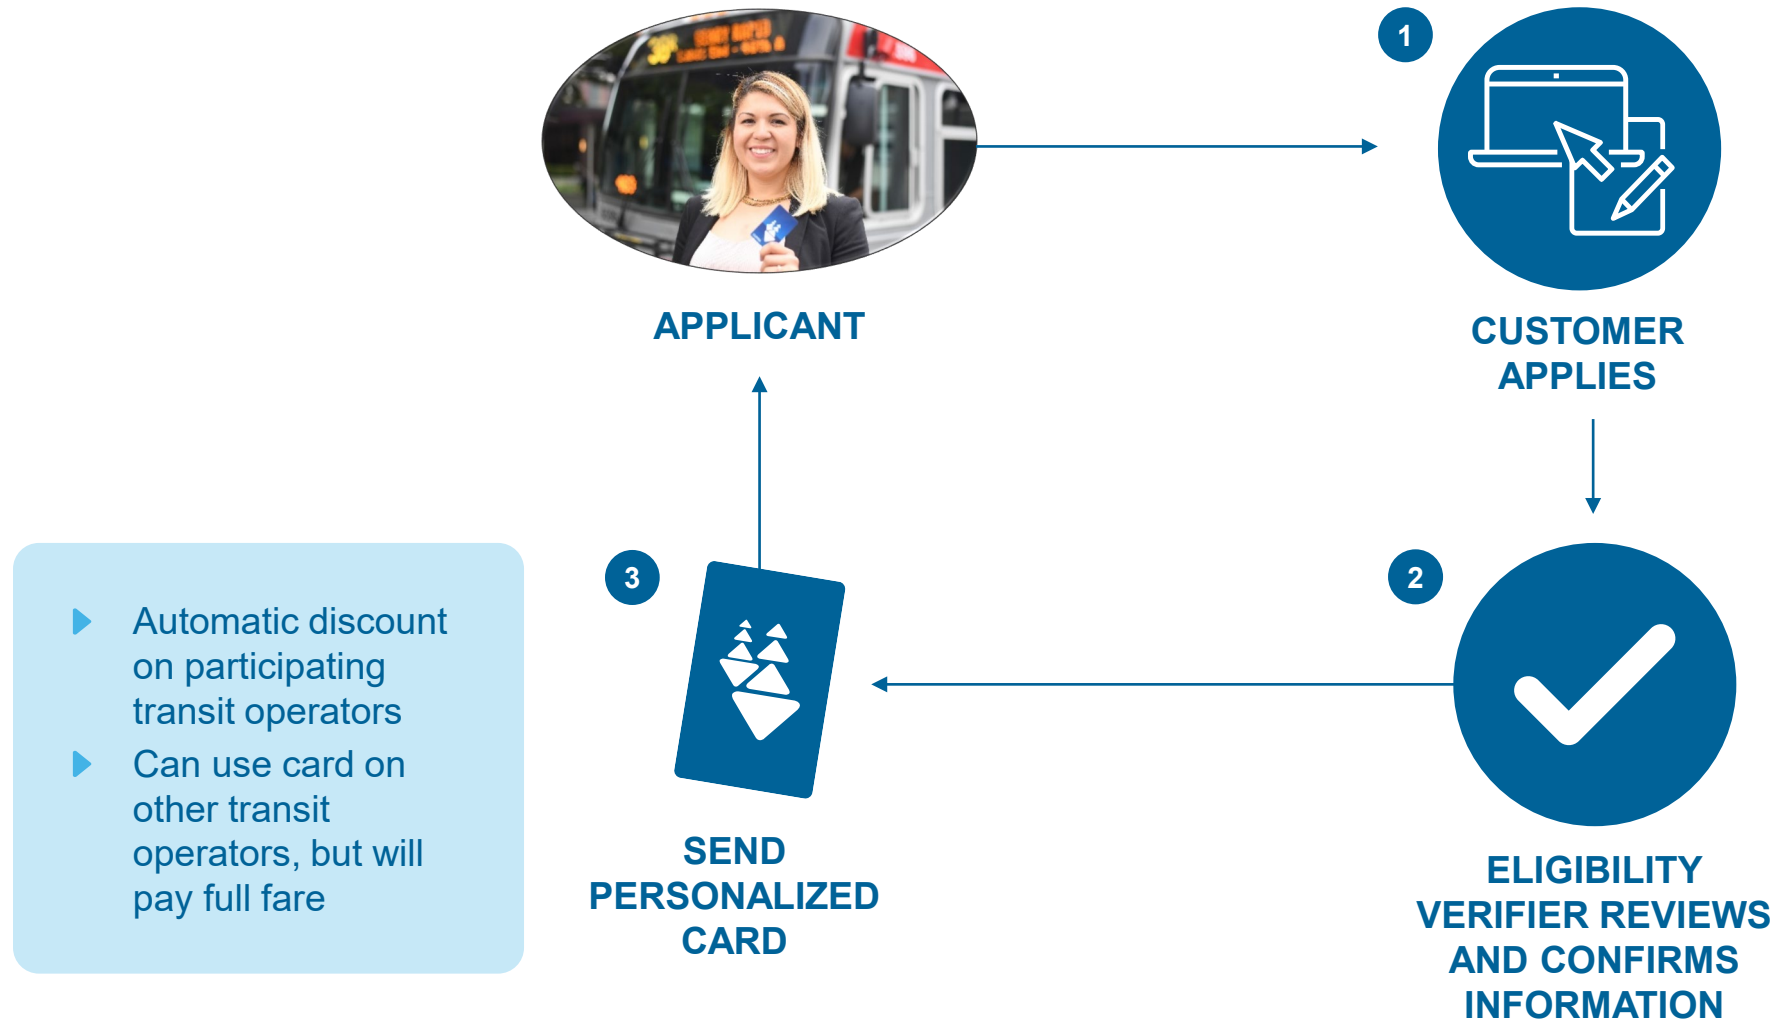 1
APPLICANT
CUSTOMER
APPLIES
3
2
Automatic discount
on participating
transit operators
Can use card on
other transit
operators, but will
pay full fare
SEND
PERSONALIZED
CARD
ELIGIBILITY
VERIFIER REVIEWS
AND CONFIRMS
INFORMATION